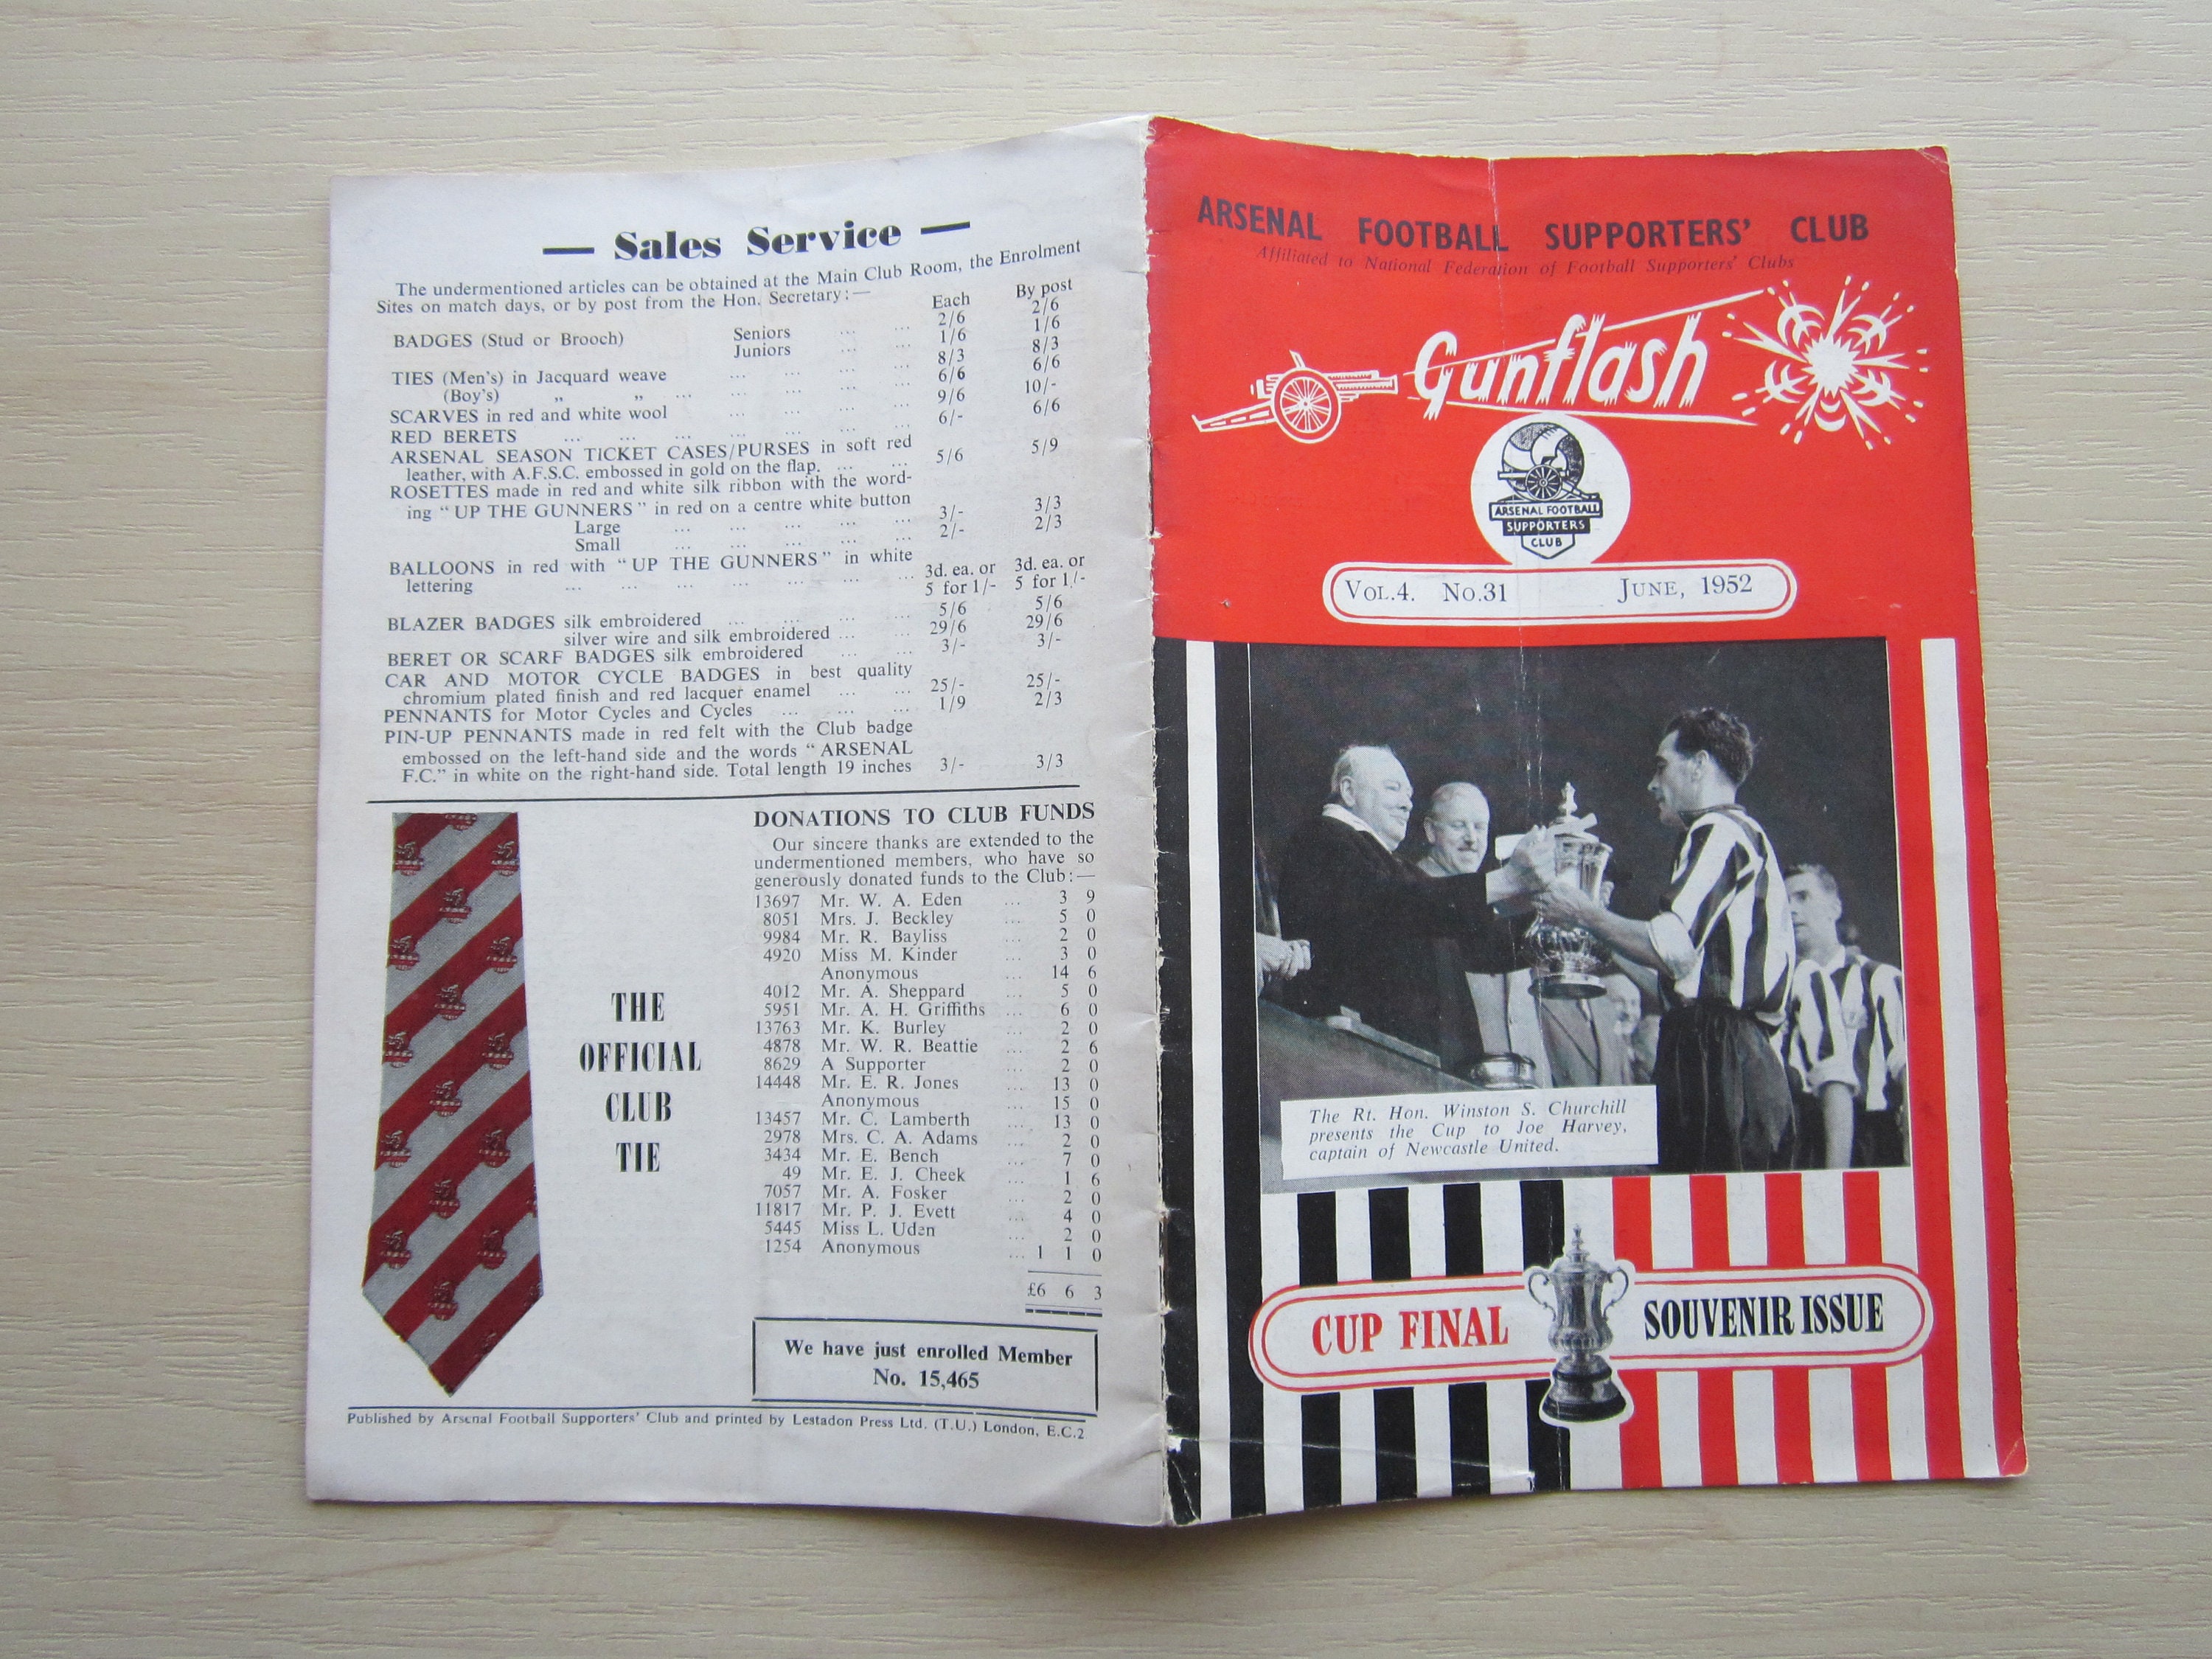 — Sales Service —
The undermentioned articles can be obtained at the Main Club Room, the Enrolment
Sites on match days, or by post from the Hon. Secretary:—
Each By post
BADGES (Stud or Brooch) Seniors ... ... 2/6 2/6
Juniors ... ... 1/6 1/6
TIES (Men's) in Jacquard weave ... ... ... ... 8/3 8/3
(Boy's) „ „ ... ... ... ... ... 6/6 6/6
SCARVES in red and white wool ... ... ... ... 9/6 10/-
RED BERETS ... ... ... ... ... ... ... 6/- 6/6
ARSENAL SEASON TICKET CASES/PURSES in soft red
leather, with A.F.S.C. embossed in gold on the flap. ... ... 5/6 5/9
ROSETTES made in red and white silk ribbon with the word-
ing “UP THE GUNNERS” in red on a centre white button
Large ... ... ... ... ... 3/- 3/3
Small ... ... ... ... ... 2/- 2/3
BALLOONS in red with “UP THE GUNNERS” in white
lettering ... ... ... ... ... ... ... 3d. ea. or 3d. ea. or
5 for 1/- 5 for 1/-
BLAZER BADGES silk embroidered ... ... ... ... 5/6 5/6
silver wire and silk embroidered ... ... 29/6 29/6
BERET OR SCARF BADGES silk embroidered ... ... 3/- 3/-
CAR AND MOTOR CYCLE BADGES in best quality
chromium plated finish and red lacquer enamel ... ... 25/- 25/-
PENNANTS for Motor Cycles and Cycles ... ... ... 1/9 2/3
PIN-UP PENNANTS made in red felt with the Club badge
embossed on the left-hand side and the words “ARSENAL
F.C.” in white on the right-hand side. Total length 19 inches 3/- 3/3
THE
OFFICIAL
CLUB
TIE
DONATIONS TO CLUB FUNDS
Our sincere thanks are extended to the
undermentioned members, who have so
generously donated funds to the Club:—
13697 Mr. W. A. Eden ... 3 9
8051 Mrs. J. Beckley ... 5 0
9984 Mr. R. Bayliss ... 2 0
4920 Miss M. Kinder ... 3 0
Anonymous ... 14 6
4012 Mr. A. Sheppard ... 5 0
5951 Mr. A. H. Griffiths ... 6 0
13763 Mr. K. Burley ... 2 0
4878 Mr. W. R. Beattie ... 2 6
8629 A Supporter ... 2 0
14448 Mr. E. R. Jones ... 13 0
Anonymous ... 15 0
13457 Mr. C. Lamberth ... 13 0
2978 Mrs. C. A. Adams ... 2 0
3434 Mr. E. Bench ... 7 0
49 Mr. E. J. Cheek ... 1 6
7057 Mr. A. Fosker ... 2 0
11817 Mr. P. J. Evett ... 4 0
5445 Miss L. Uden ... 2 0
1254 Anonymous ... 1 1 0
£6 6 3
We have just enrolled Member
No. 15,465
Published by Arsenal Football Supporters' Club and printed by Lestadon Press Ltd. (T.U.) London, E.C.2
ARSENAL FOOTBALL SUPPORTERS' CLUB
Affiliated to National Federation of Football Supporters' Clubs
Gunflash
ARSENAL FOOTBALL
SUPPORTERS
CLUB
VOL.4. NO.31 JUNE, 1952
The Rt. Hon. Winston S. Churchill
presents the Cup to Joe Harvey,
captain of Newcastle United.
CUP FINAL SOUVENIR ISSUE